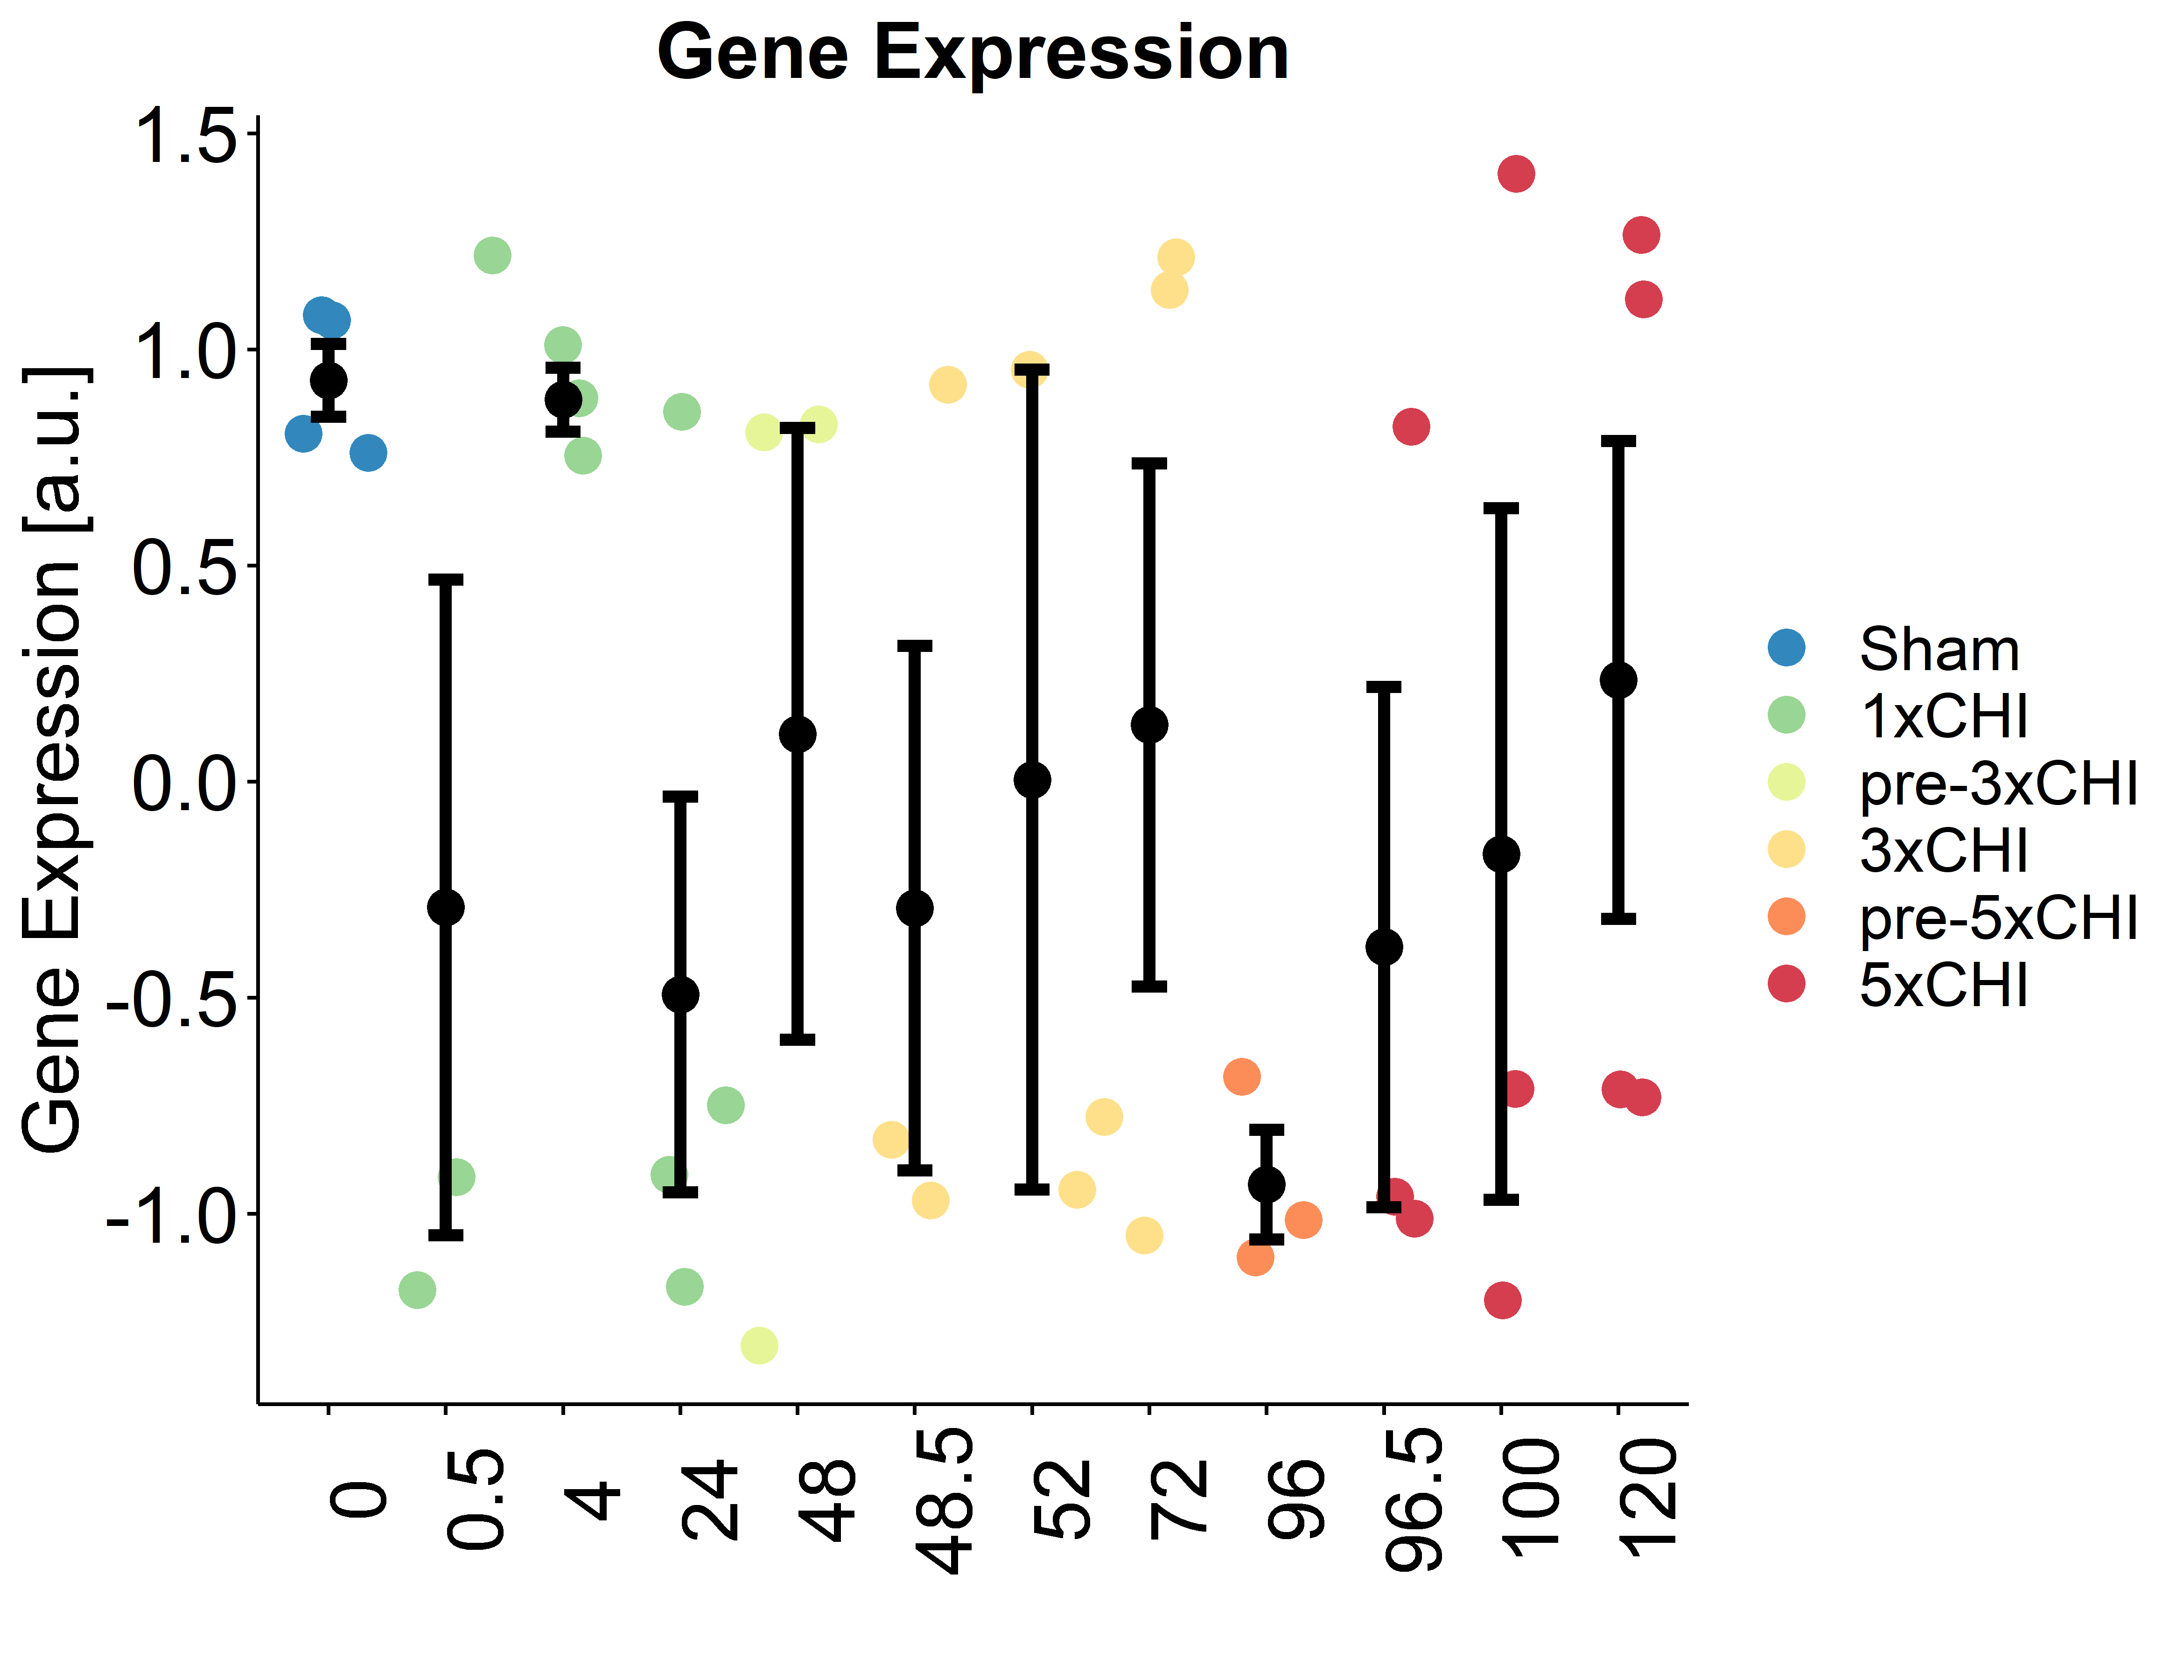 Gene Expression
Gene Expression [a.u.]
1.5
1.0
0.5
0.0
-0.5
-1.0
0
0.5
4
24
48
48.5
52
72
96
96.5
100
120
Sham
1xCHI
pre-3xCHI
3xCHI
pre-5xCHI
5xCHI